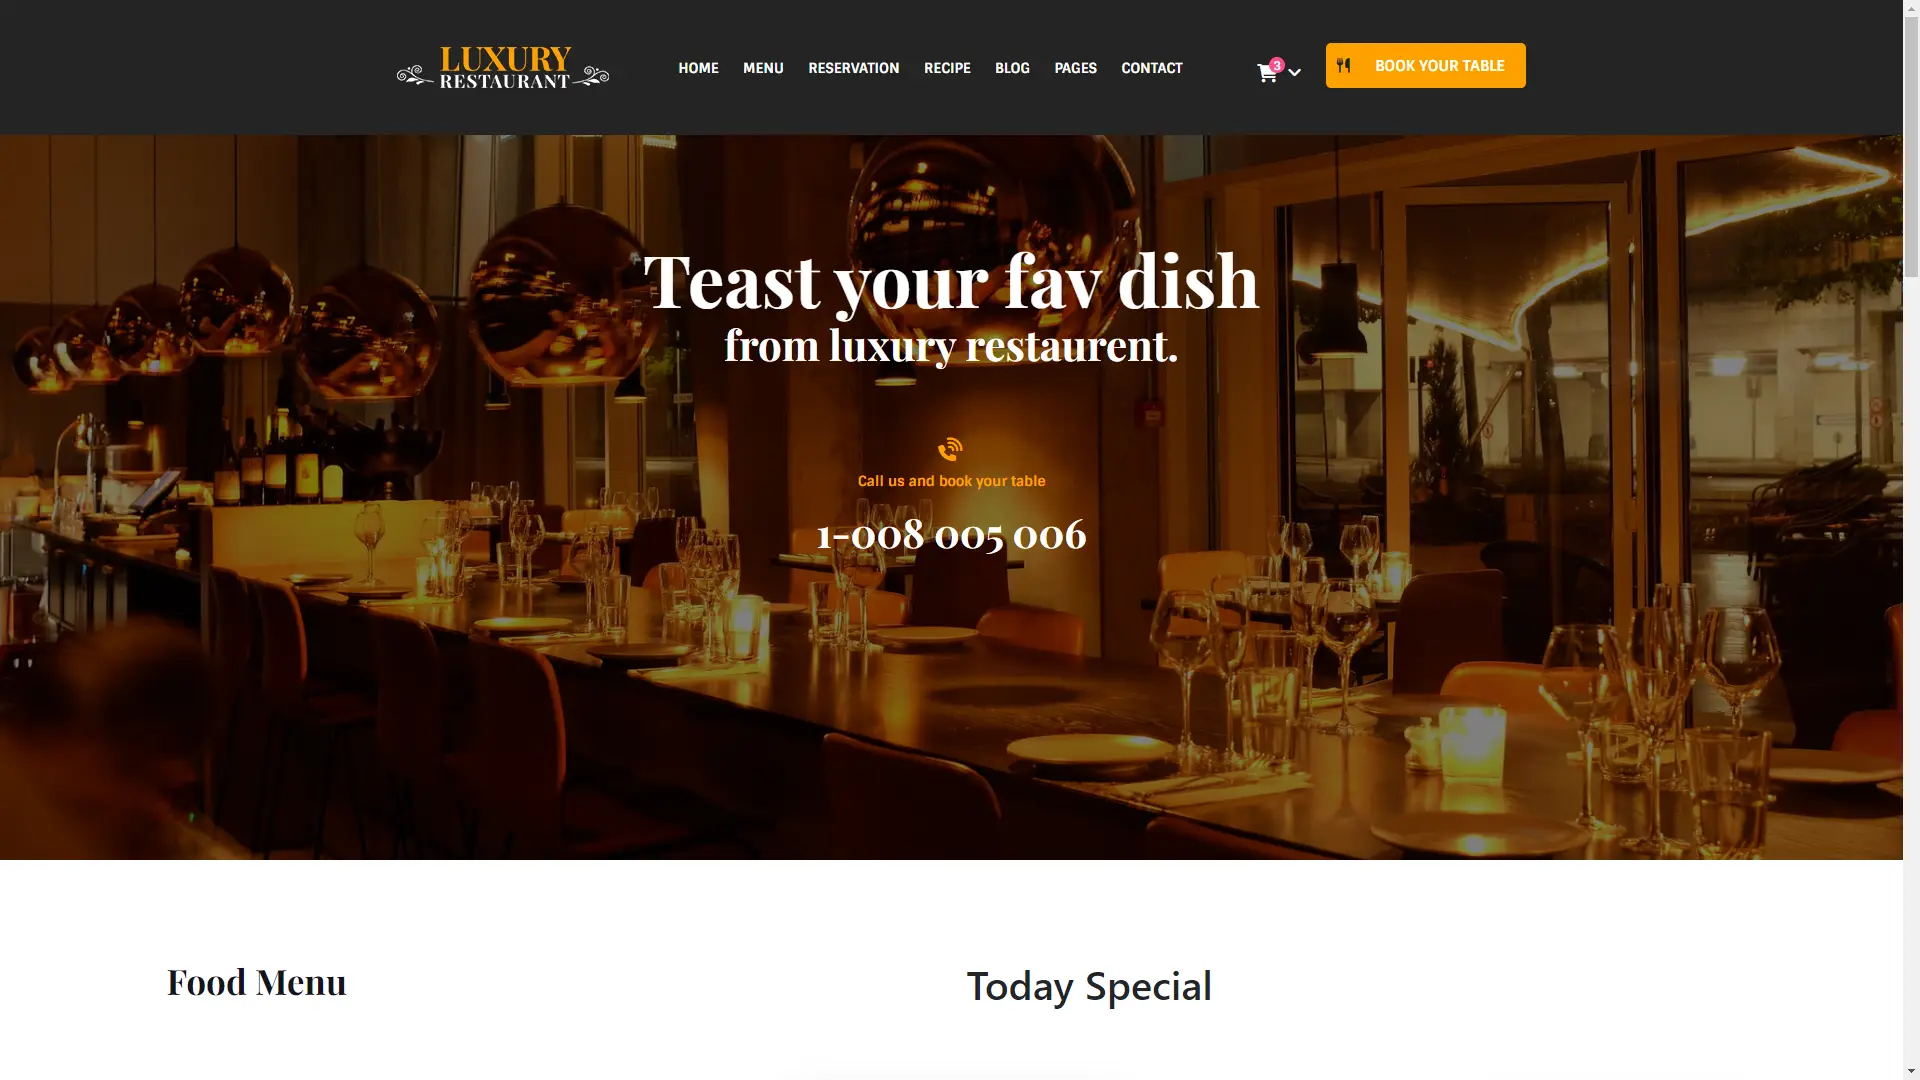 LUXURY
RESTAURANT
HOME MENU RESERVATION RECIPE BLOG PAGES CONTACT
3
BOOK YOUR TABLE
Teast your fav dish
from luxury restaurent.
Call us and book your table
1-008 005 006
Food Menu
Today Special